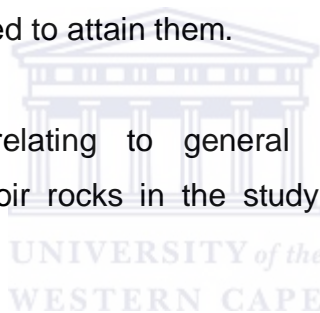 ed to attain them.
relating to general
oir rocks in the study
UNIVERSITY of the
WESTERN CAPE